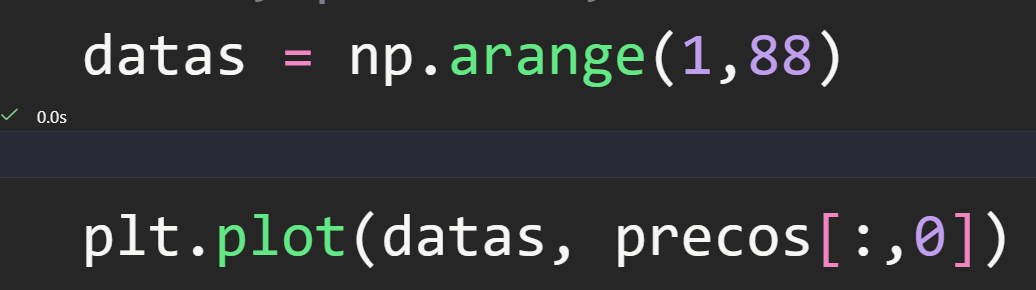 datas = np.arange(1,88)
0.0s
plt.plot(datas, precos[:,0])